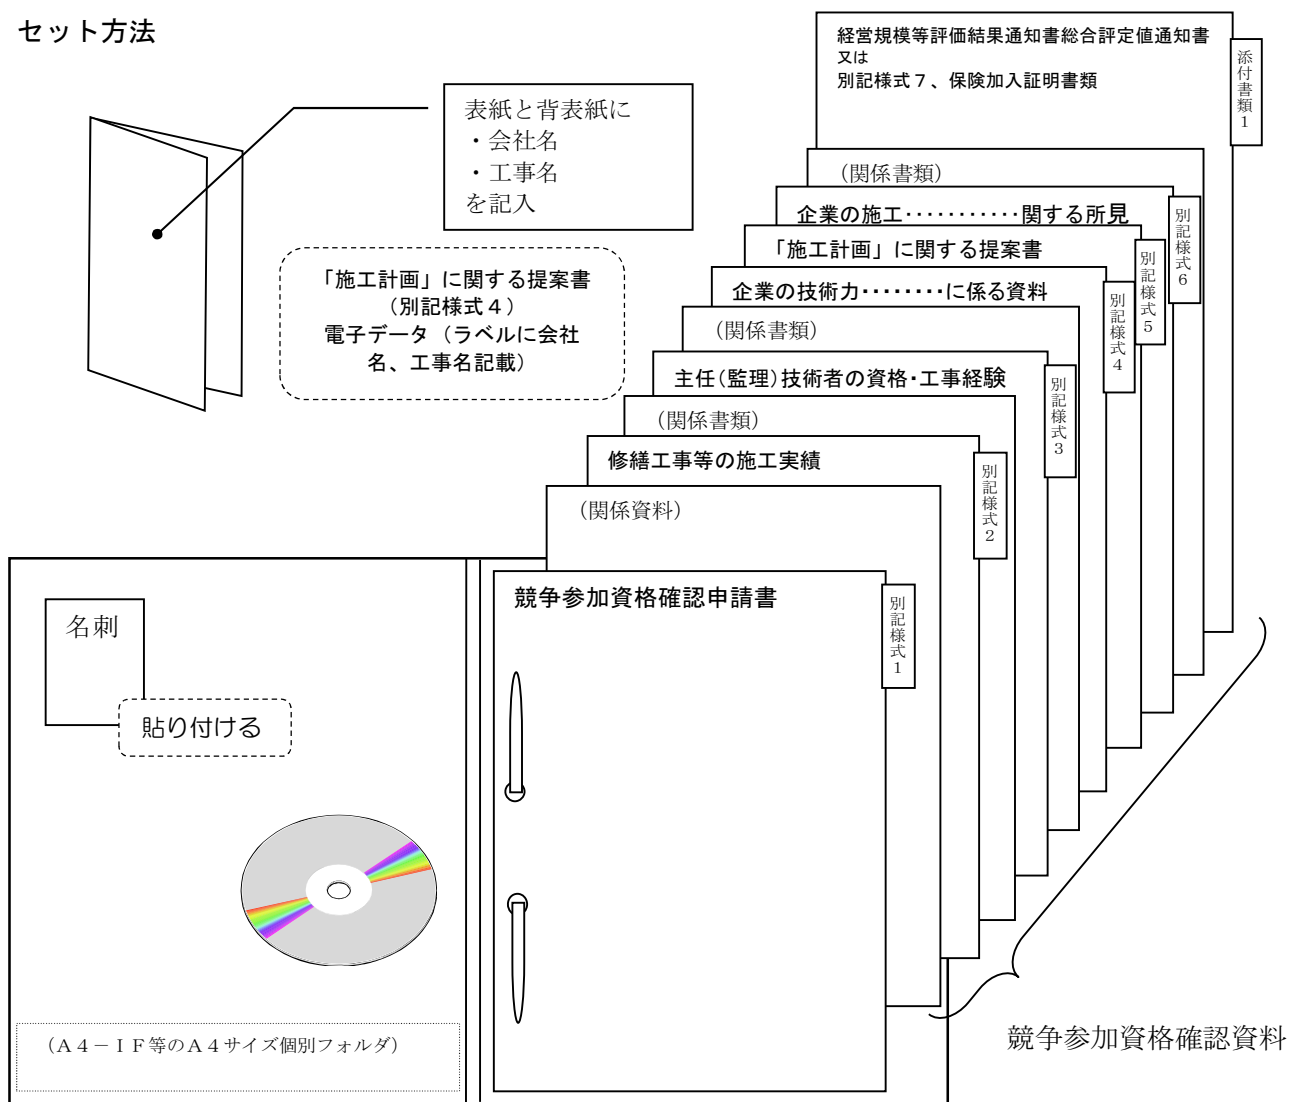 セット方法
表紙と背表紙に
・会社名
・工事名
を記入
「施工計画」に関する提案書
（別記様式４）
電子データ（ラベルに会社
名、工事名記載）
経営規模等評価結果通知書総合評定値通知書
又は
別記様式７、保険加入証明書類
添付書類１
（関係書類）
企業の施工‥‥‥‥‥‥関する所見
別記様式６
「施工計画」に関する提案書
別記様式５
企業の技術力‥‥‥‥に係る資料
別記様式４
（関係書類）
主任（監理）技術者の資格・工事経験
別記様式３
（関係書類）
修繕工事等の施工実績
別記様式２
（関係資料）
競争参加資格確認申請書
別記様式１
名刺
貼り付ける
（Ａ４－ＩＦ等のＡ４サイズ個別フォルダ）
競争参加資格確認資料